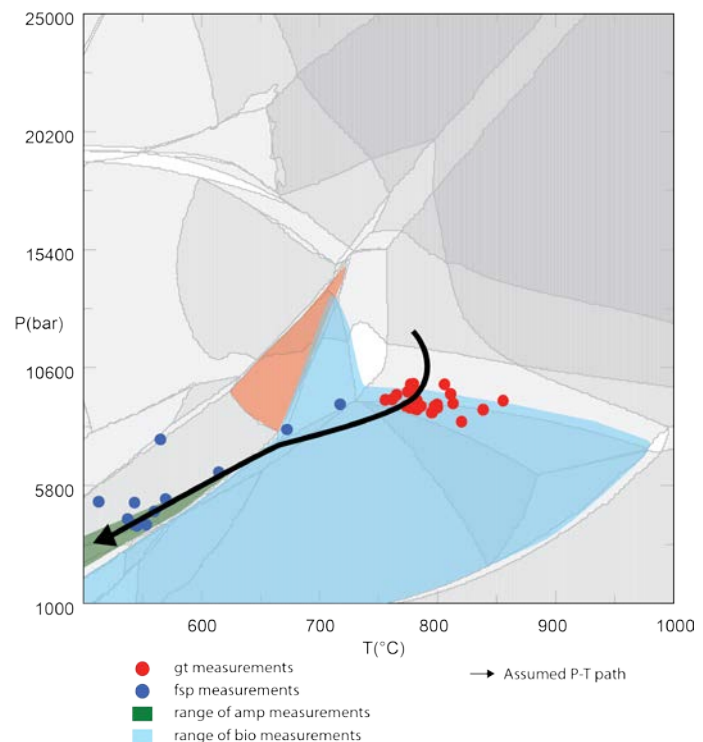 25000
20200
15400
P(bar)
10600
5800
1000
600 700 800 900 1000
T(°C)
gt measurements
fsp measurements
range of amp measurements
range of bio measurements
Assumed P-T path